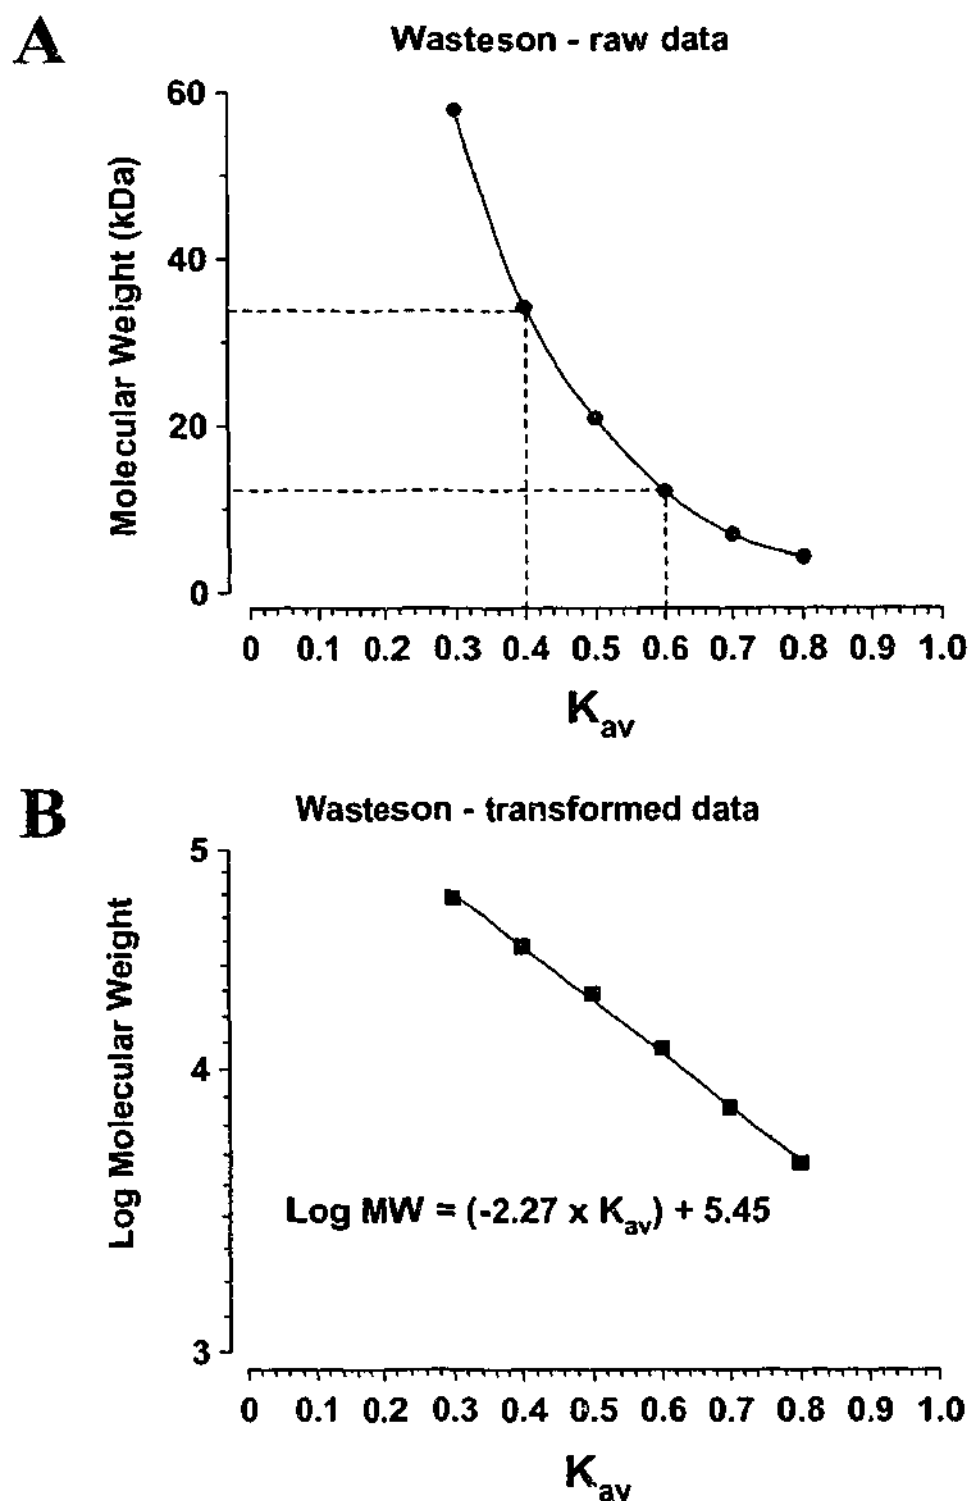 A
Wasteson - raw data
60
40
20
0
Molecular Weight (kDa)
0 0.1 0.2 0.3 0.4 0.5 0.6 0.7 0.8 0.9 1.0
Kav
B
Wasteson - transformed data
5
4
3
Log Molecular Weight
Log MW = (-2.27 x Kav) + 5.45
0 0.1 0.2 0.3 0.4 0.5 0.6 0.7 0.8 0.9 1.0
Kav